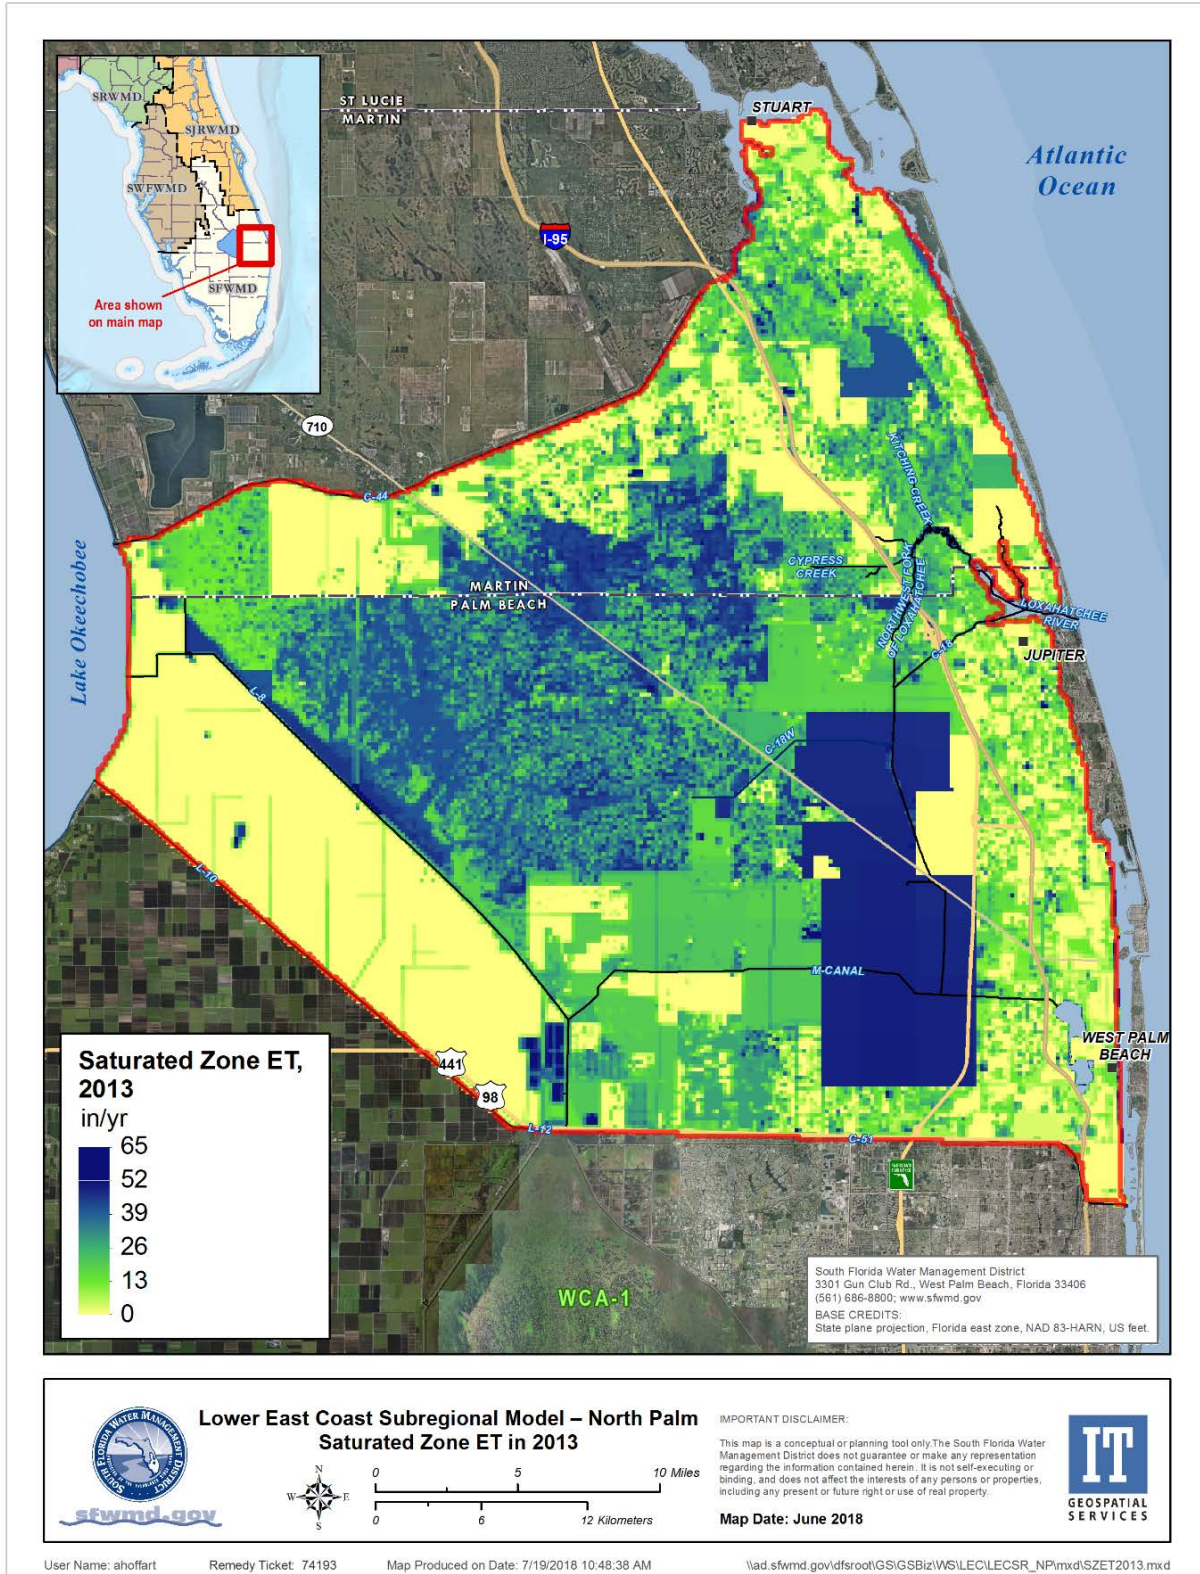 SRWMD
SJRWMD
SWFWMD
SFWMD
Area shown
on main map
ST LUCIE
MARTIN
STUART
Atlantic
Ocean
I-95
710
C-44
KITCHING CREEK
CYPRESS
CREEK
NORTHWEST FORK
OF LOXAHATCHEE
MARTIN
PALM BEACH
LOXAHATCHEE
RIVER
C-18
JUPITER
Lake Okeechobee
L-8
C-18W
L-10
M-CANAL
WEST PALM
BEACH
441
98
L-12
C-51
WCA-1
Saturated Zone ET,
2013
in/yr
65
52
39
26
13
0
South Florida Water Management District
3301 Gun Club Rd., West Palm Beach, Florida 33406
(561) 686-8800; www.sfwmd.gov
BASE CREDITS:
State plane projection, Florida east zone, NAD 83-HARN, US feet.
SOUTH FLORIDA WATER MANAGEMENT DISTRICT
sfwmd.gov
Lower East Coast Subregional Model – North Palm
Saturated Zone ET in 2013
N
W
E
S
0 5 10 Miles
0 6 12 Kilometers
IMPORTANT DISCLAIMER:
This map is a conceptual or planning tool only.The South Florida Water
Management District does not guarantee or make any representation
regarding the information contained herein. It is not self-executing or
binding, and does not affect the interests of any persons or properties,
including any present or future right or use of real property.
Map Date: June 2018
IT
GEOSPATIAL
SERVICES
User Name: ahoffart Remedy Ticket: 74193 Map Produced on Date: 7/19/2018 10:48:38 AM \\ad.sfwmd.gov\dfsroot\GS\GSBiz\WS\LEC\LECSR_NP\mxd\SZET2013.mxd